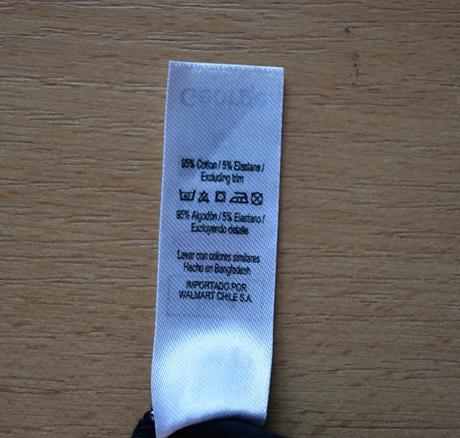 George
95% Cotton / 5% Elastane /
Excluding trim
95% Algodón / 5% Elastano /
Excluyendo detalle
Lavar con colores similares
Hecho en Bangladesh
IMPORTADO POR
WALMART CHILE S.A.